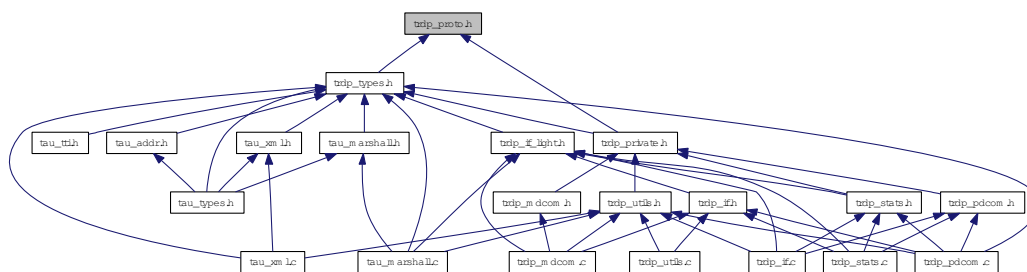 trdp_proto.h
trdp_types.h
tau_tti.h
tau_addr.h
tau_xml.h
tau_marshall.h
trdp_if_light.h
trdp_private.h
tau_types.h
trdp_mdcom.h
trdp_utils.h
trdp_if.h
trdp_stats.h
trdp_pdcom.h
tau_xml.c
tau_marshall.c
trdp_mdcom.c
trdp_utils.c
trdp_if.c
trdp_stats.c
trdp_pdcom.c